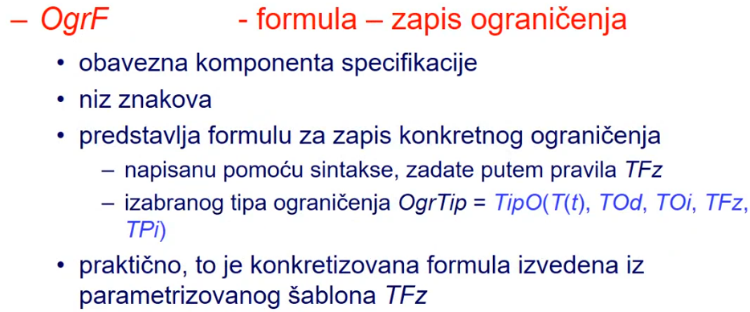 – OgrF - formula – zapis ograničenja
• obavezna komponenta specifikacije
• niz znakova
• predstavlja formulu za zapis konkretnog ograničenja
– napisanu pomoću sintakse, zadate putem pravila TFz
– izabranog tipa ograničenja OgrTip = TipO(T(t), TOd, TOi, TFz,
TPi)
• praktično, to je konkretizovana formula izvedena iz
parametrizovanog šablona TFz